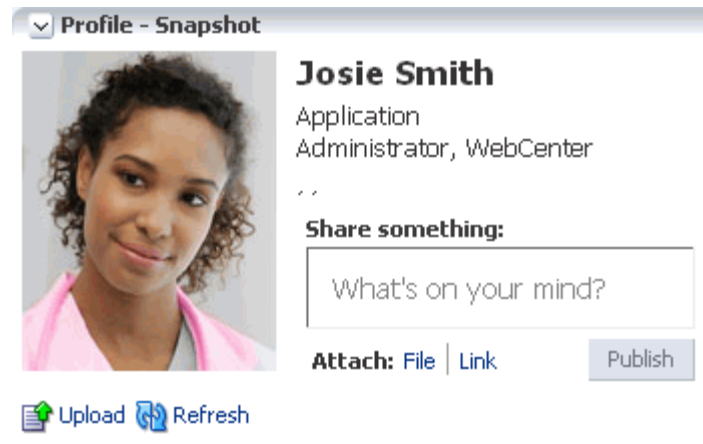 Profile - Snapshot
Josie Smith
Application
Administrator, WebCenter
, ,
Share something:
What's on your mind?
Attach: File | Link Publish
Upload Refresh